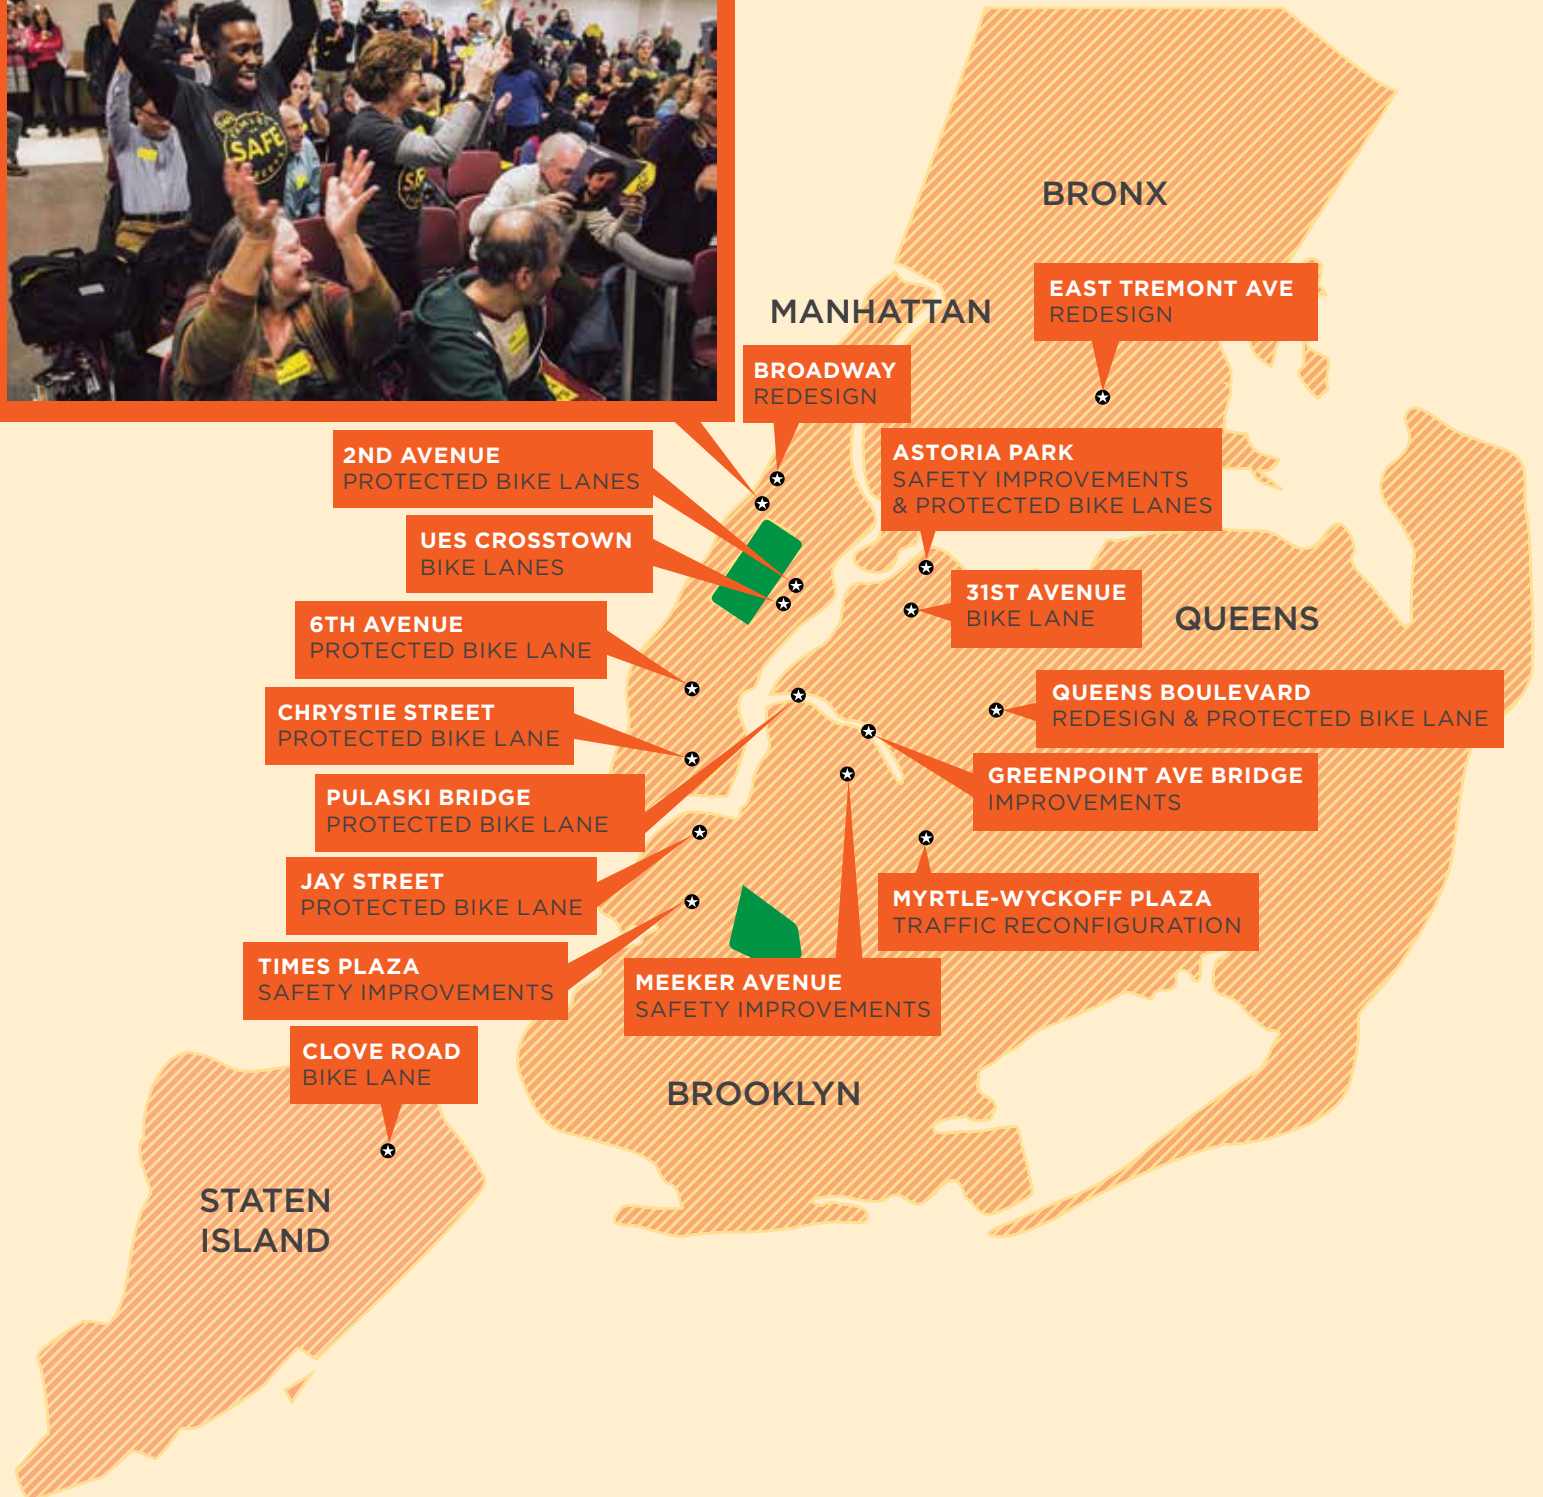 SAFE
BRONX
EAST TREMONT AVE
REDESIGN
MANHATTAN
BROADWAY
REDESIGN
2ND AVENUE
PROTECTED BIKE LANES
ASTORIA PARK
SAFETY IMPROVEMENTS
& PROTECTED BIKE LANES
UES CROSSTOWN
BIKE LANES
31ST AVENUE
BIKE LANE
QUEENS
6TH AVENUE
PROTECTED BIKE LANE
QUEENS BOULEVARD
REDESIGN & PROTECTED BIKE LANE
CHRYSTIE STREET
PROTECTED BIKE LANE
GREENPOINT AVE BRIDGE
IMPROVEMENTS
PULASKI BRIDGE
PROTECTED BIKE LANE
JAY STREET
PROTECTED BIKE LANE
MYRTLE-WYCKOFF PLAZA
TRAFFIC RECONFIGURATION
TIMES PLAZA
SAFETY IMPROVEMENTS
MEEKER AVENUE
SAFETY IMPROVEMENTS
CLOVE ROAD
BIKE LANE
BROOKLYN
STATEN
ISLAND